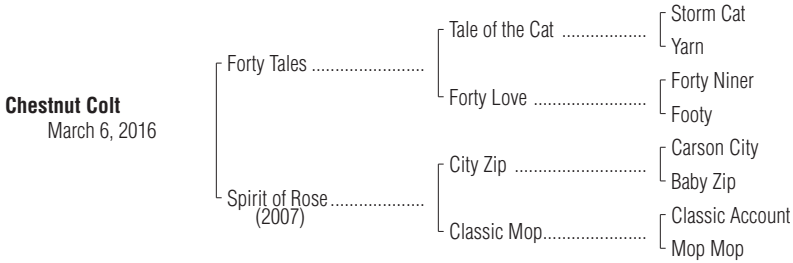 Storm Cat
Tale of the Cat ......................
Yarn
Forty Tales .............................
Forty Niner
Forty Love .............................
Footy
Chestnut Colt
March 6, 2016
Carson City
City Zip .................................
Baby Zip
Spirit of Rose ........................
(2007)
Classic Account
Classic Mop..........................
Mop Mop